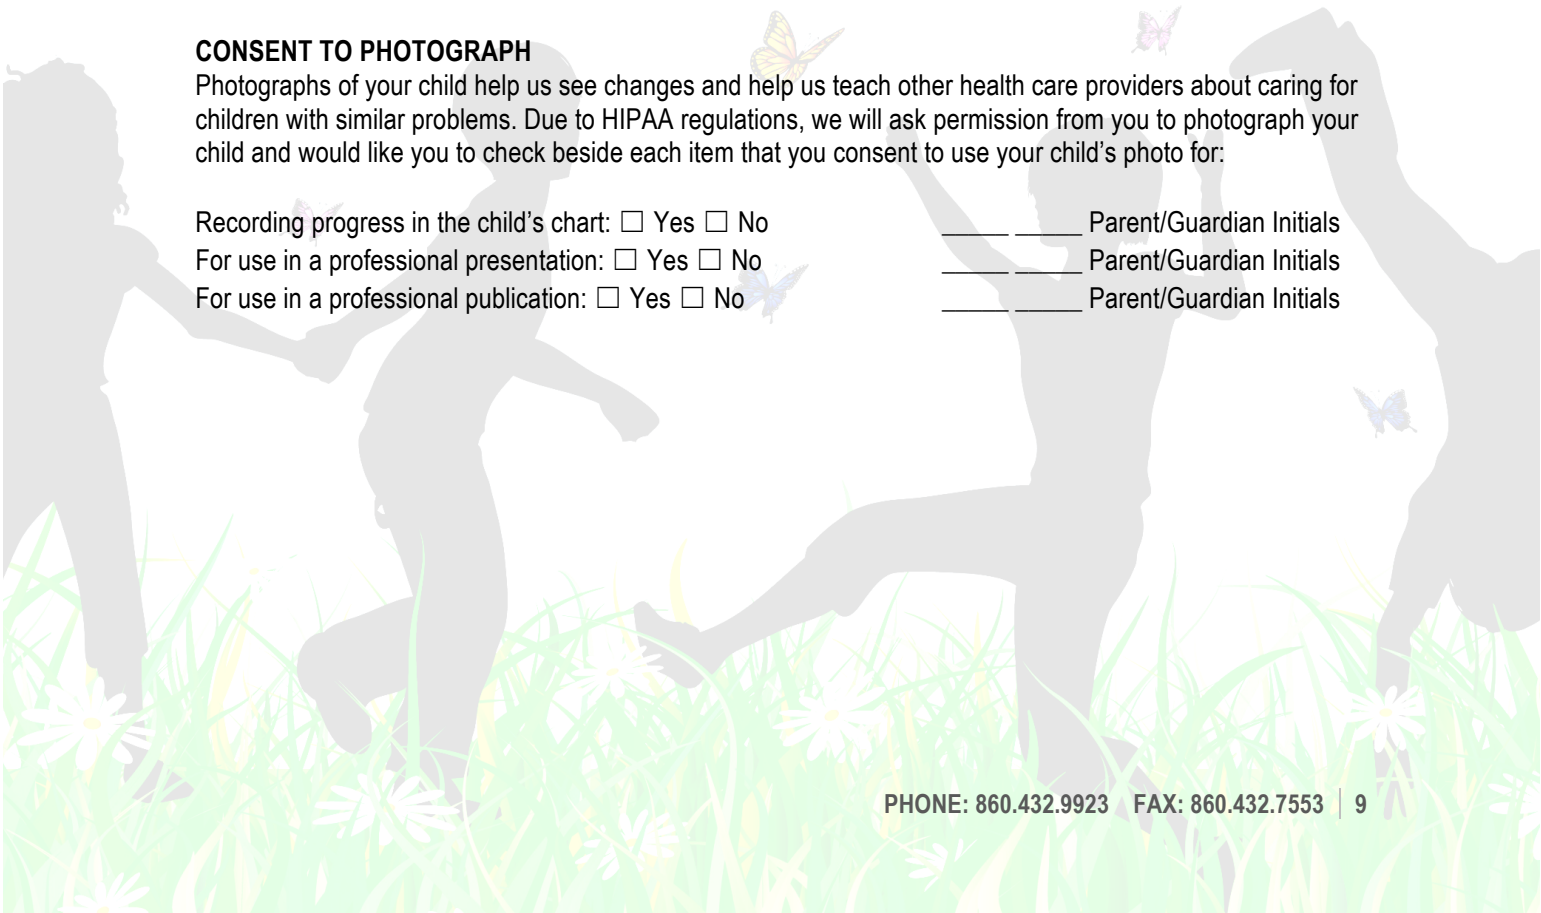 CONSENT TO PHOTOGRAPH
Photographs of your child help us see changes and help us teach other health care providers about caring for
children with similar problems. Due to HIPAA regulations, we will ask permission from you to photograph your
child and would like you to check beside each item that you consent to use your child’s photo for:
Recording progress in the child’s chart: ☐ Yes ☐ No _____ _____ Parent/Guardian Initials
For use in a professional presentation: ☐ Yes ☐ No _____ _____ Parent/Guardian Initials
For use in a professional publication: ☐ Yes ☐ No _____ _____ Parent/Guardian Initials
PHONE: 860.432.9923 FAX: 860.432.7553 | 9